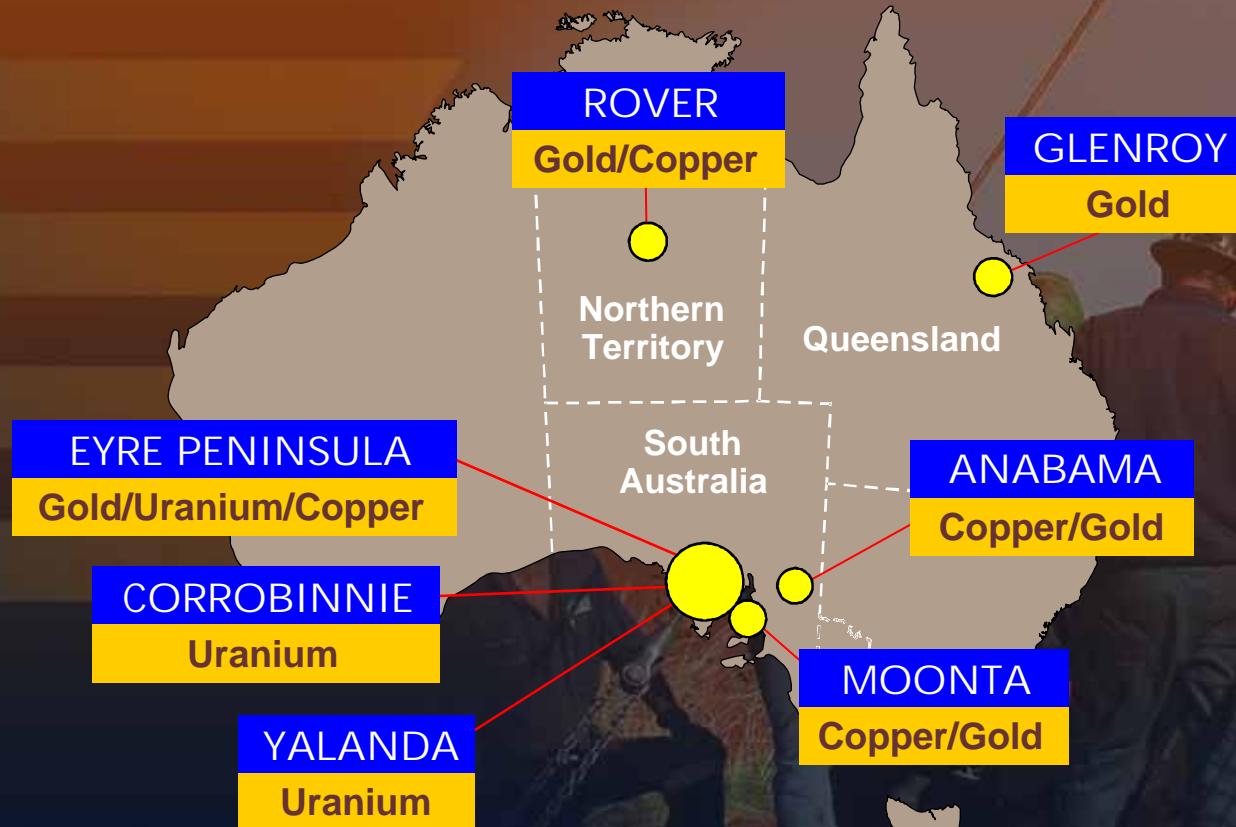 ROVER
Gold/Copper
GLENROY
Gold
Northern
Territory
Queensland
EYRE PENINSULA
Gold/Uranium/Copper
South
Australia
ANABAMA
Copper/Gold
CORROBINNIE
Uranium
MOONTA
Copper/Gold
YALANDA
Uranium